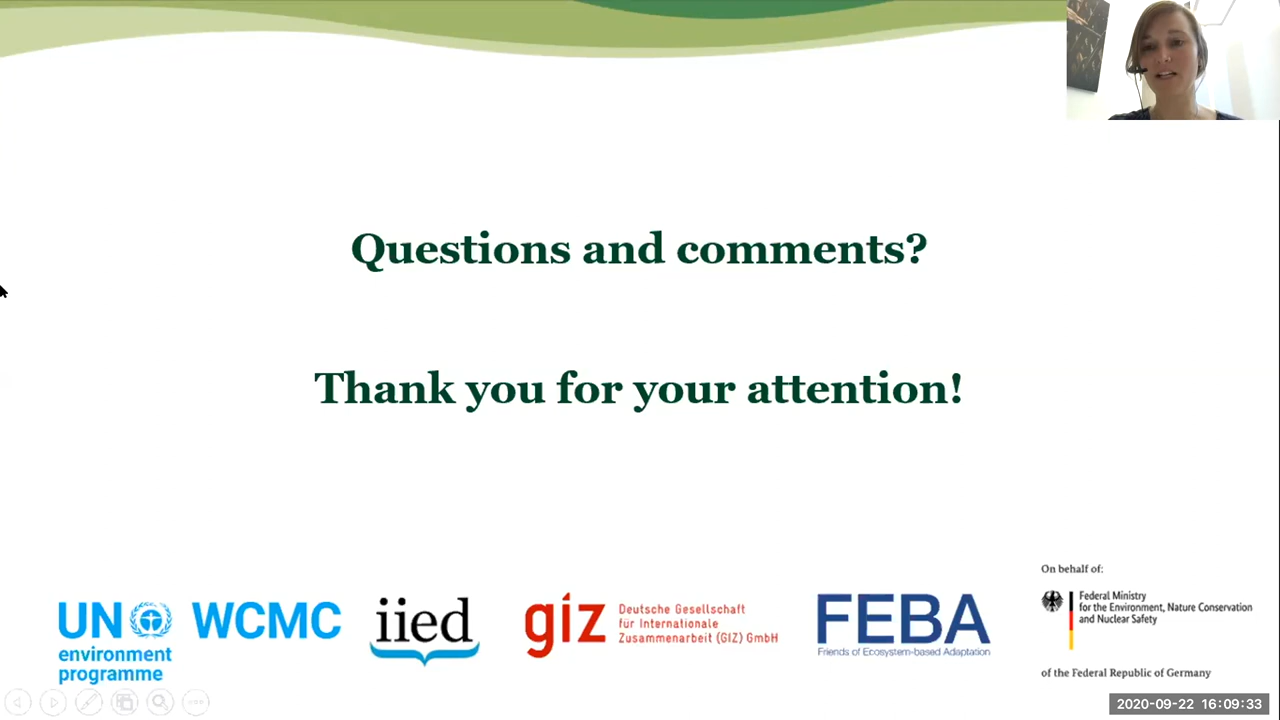 Questions and comments?
Thank you for your attention!
On behalf of:
UN WCMC
environment
programme
iied
giz
Deutsche Gesellschaft
für Internationale
Zusammenarbeit (GIZ) GmbH
FEBA
Friends of Ecosystem-based Adaptation
Federal Ministry
for the Environment, Nature Conservation
and Nuclear Safety
of the Federal Republic of Germany
2020-09-22 16:09:33